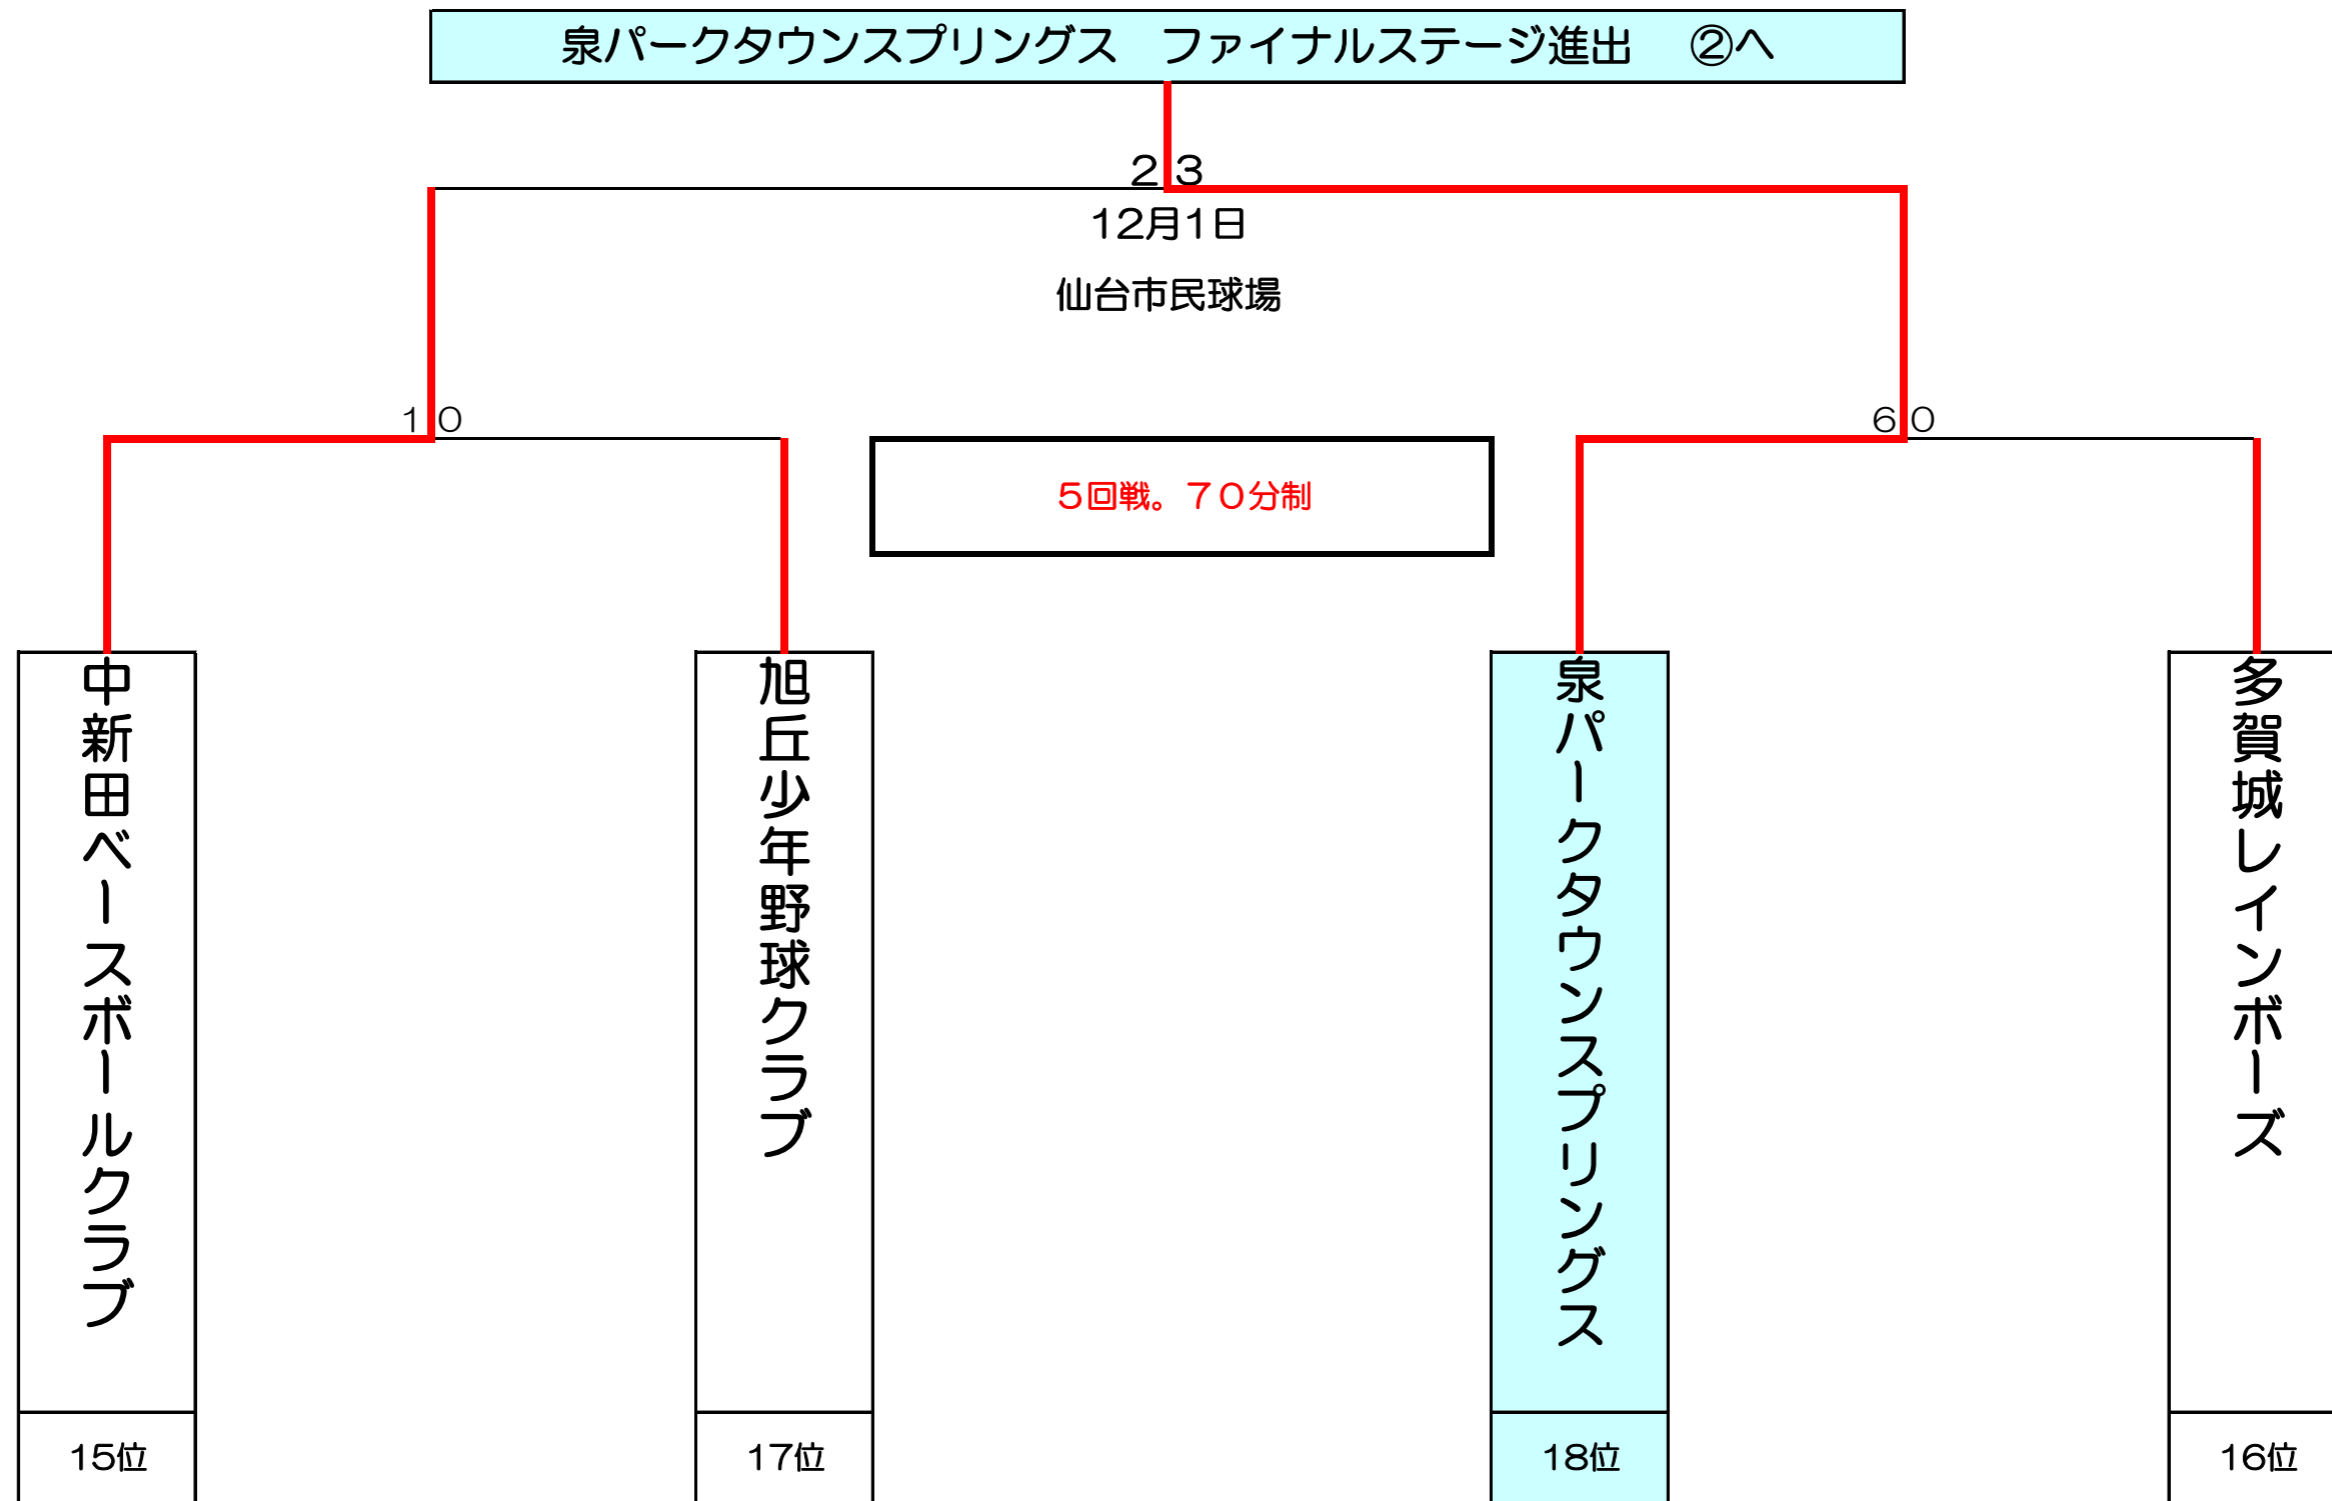 泉パークタウンスプリングス　ファイナルステージ進出　②へ
2 3
12月1日
仙台市民球場
1 0
6 0
5回戦。70分制
中新田ベースボールクラブ
旭丘少年野球クラブ
泉パークタウンスプリングス
多賀城レインボーズ
15位
17位
18位
16位